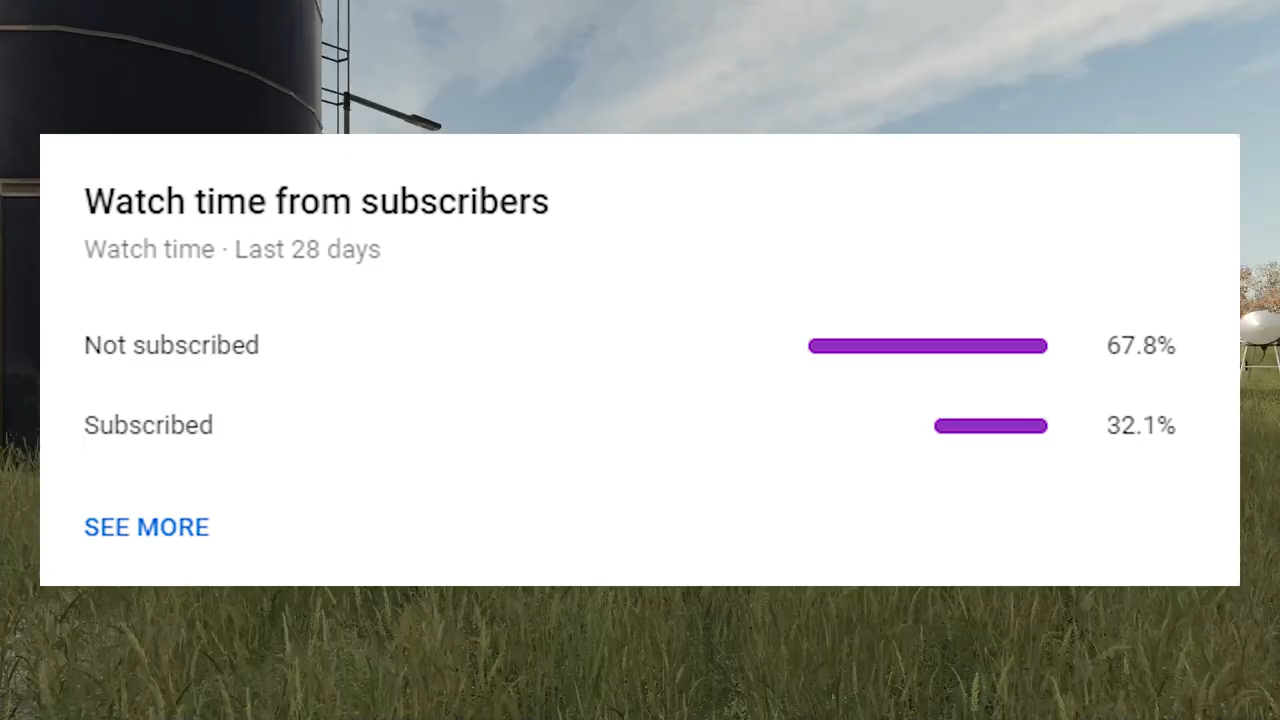 Watch time from subscribers
Watch time · Last 28 days
Not subscribed 67.8%
Subscribed 32.1%
SEE MORE